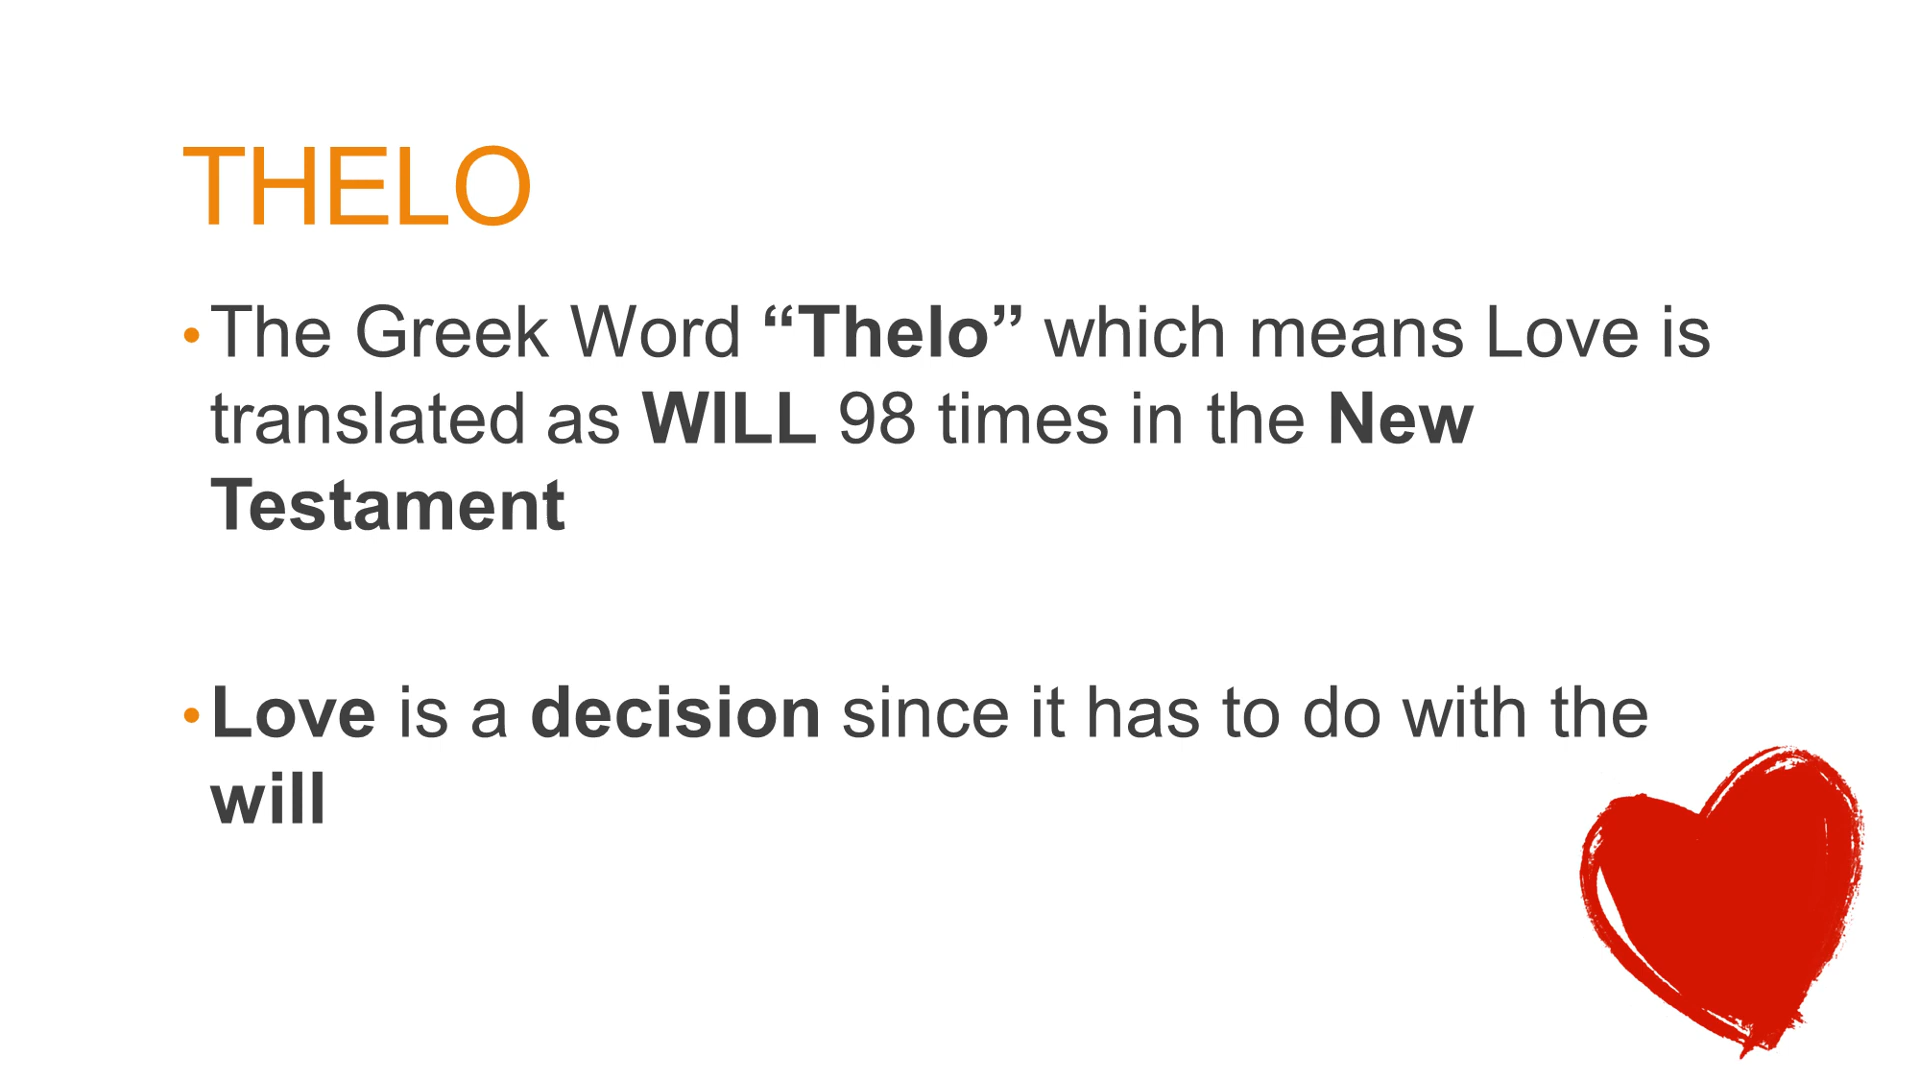 THELO
• The Greek Word “Thelo” which means Love is
translated as WILL 98 times in the New
Testament
• Love is a decision since it has to do with the
will